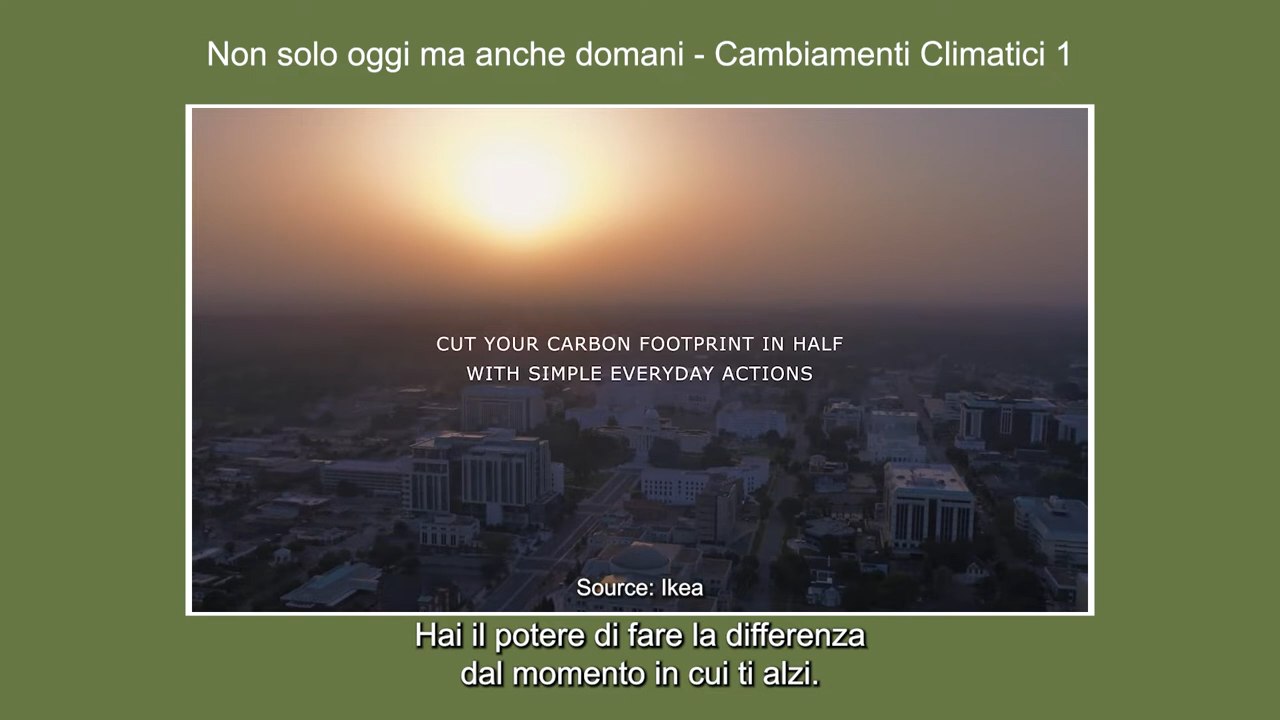 Non solo oggi ma anche domani - Cambiamenti Climatici 1
CUT YOUR CARBON FOOTPRINT IN HALF
WITH SIMPLE EVERYDAY ACTIONS
Source: Ikea
Hai il potere di fare la differenza
dal momento in cui ti alzi.